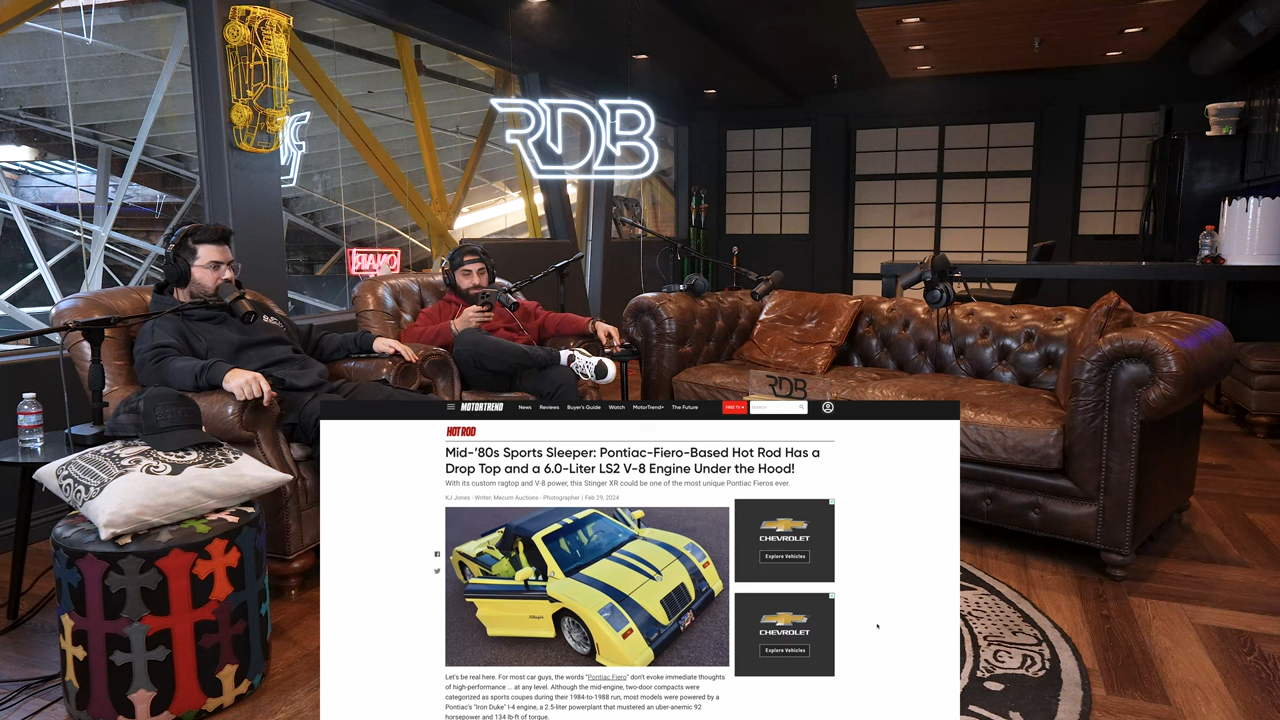 RDB
ONAIR
RDB
MOTORTREND News Reviews Buyer's Guide Watch MotorTrend+ The Future FREE TV SEARCH
HOT ROD
Mid-'80s Sports Sleeper: Pontiac-Fiero-Based Hot Rod Has a
Drop Top and a 6.0-Liter LS2 V-8 Engine Under the Hood!
With its custom ragtop and V-8 power, this Stinger XR could be one of the most unique Pontiac Fieros ever.
KJ Jones - Writer; Mecum Auctions - Photographer | Feb 29, 2024
CHEVROLET
Explore Vehicles
Stinger
CHEVROLET
Explore Vehicles
Let's be real here. For most car guys, the words "Pontiac Fiero" don't evoke immediate thoughts
of high-performance ... at any level. Although the mid-engine, two-door compacts were
categorized as sports coupes during their 1984-to-1988 run, most models were powered by a
Pontiac's "Iron Duke" I-4 engine, a 2.5-liter powerplant that mustered an uber-anemic 92
horsepower and 134 lb-ft of torque.